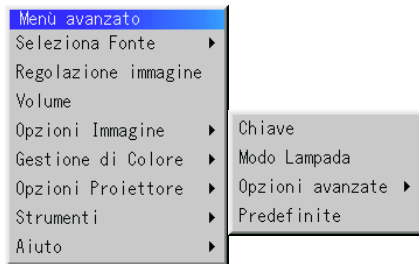 Menù avanzato
Seleziona Fonte
Regolazione immagine
Volume
Opzioni Immagine
Gestione di Colore
Opzioni Proiettore
Strumenti
Aiuto
Chiave
Modo Lampada
Opzioni avanzate
Predefinite